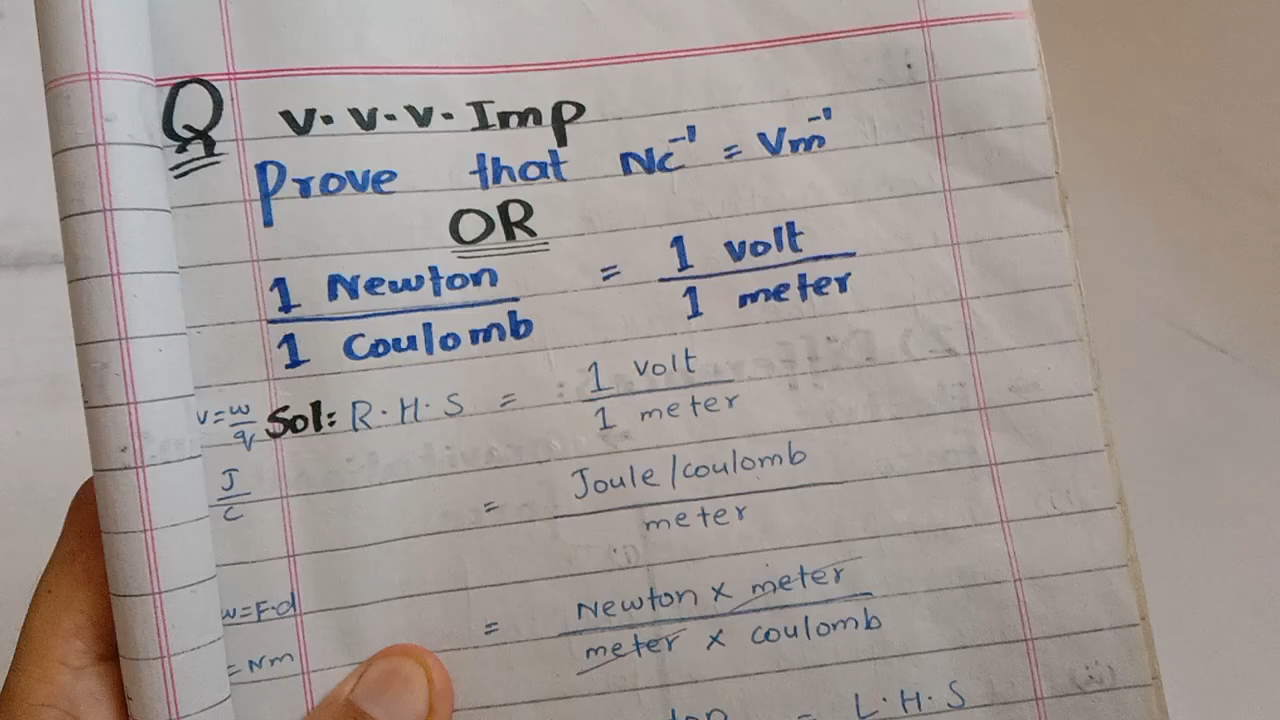 Q v.v.v. Imp
Prove that Nc⁻¹ = Vm⁻¹
OR
1 Newton / 1 Coulomb = 1 volt / 1 meter
v = w/q Sol: R.H.S = 1 volt / 1 meter
J/c = Joule/coulomb / meter
w=F.d = Newton x meter / meter x coulomb
=Nm
= L.H.S